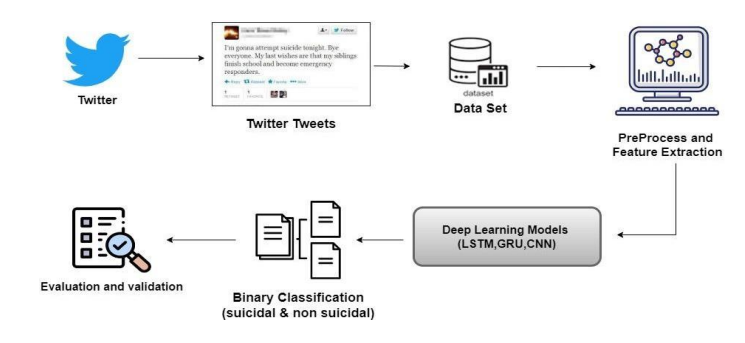 Follow
I'm gonna attempt suicide tonight. Bye
everyone. My last wishes are that my siblings
finish school and become emergency
responders.
Twitter
Twitter Tweets
dataset
Data Set
PreProcess and
Feature Extraction
Deep Learning Models
(LSTM,GRU,CNN)
Evaluation and validation
Binary Classification
(suicidal & non suicidal)